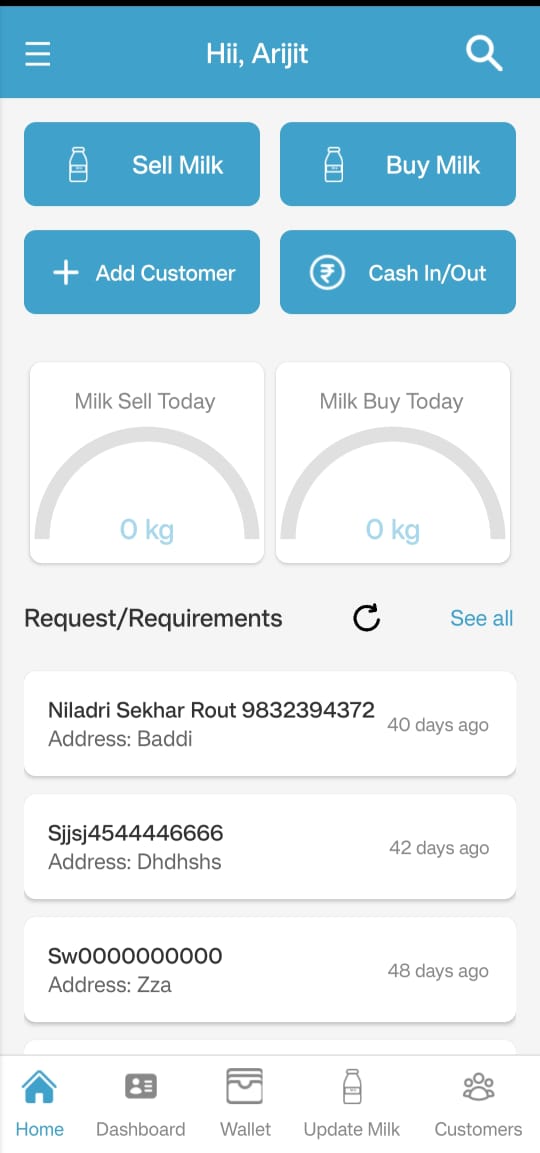 Hii, Arijit
Sell Milk
Buy Milk
Add Customer
Cash In/Out
Milk Sell Today
Milk Buy Today
0 kg
0 kg
Request/Requirements
See all
Niladri Sekhar Rout 9832394372
40 days ago
Address: Baddi
Sjjsj4544446666
42 days ago
Address: Dhdhshs
Sw0000000000
48 days ago
Address: Zza
Home
Dashboard
Wallet
Update Milk
Customers